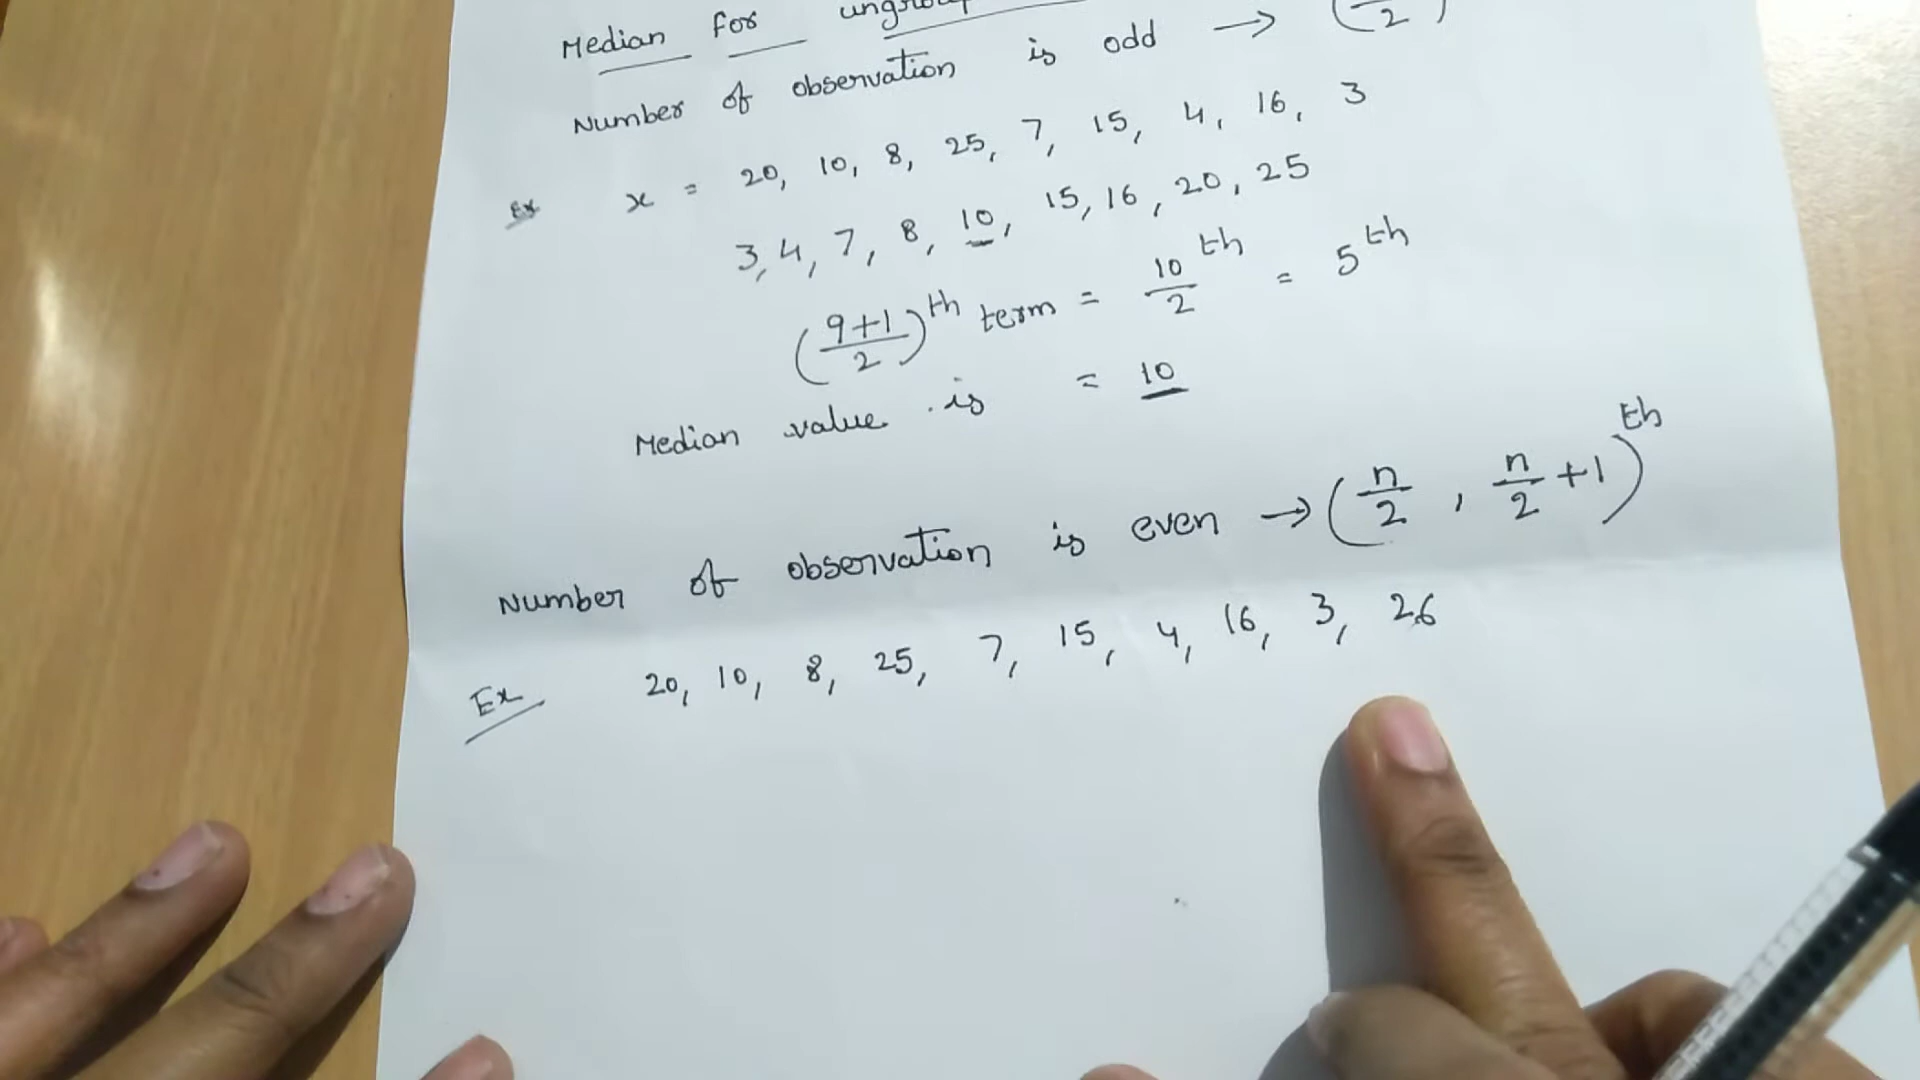 Median for
Number of observation is odd → 2
Ex x = 20, 10, 8, 25, 7, 15, 4, 16, 3
3, 4, 7, 8, 10, 15, 16, 20, 25
(9+1/2)th term = 10/2 th = 5th
Median value is = 10
Number of observation is even → (n/2 , n/2 +1)th
Ex 20, 10, 8, 25, 7, 15, 4, 16, 3, 26